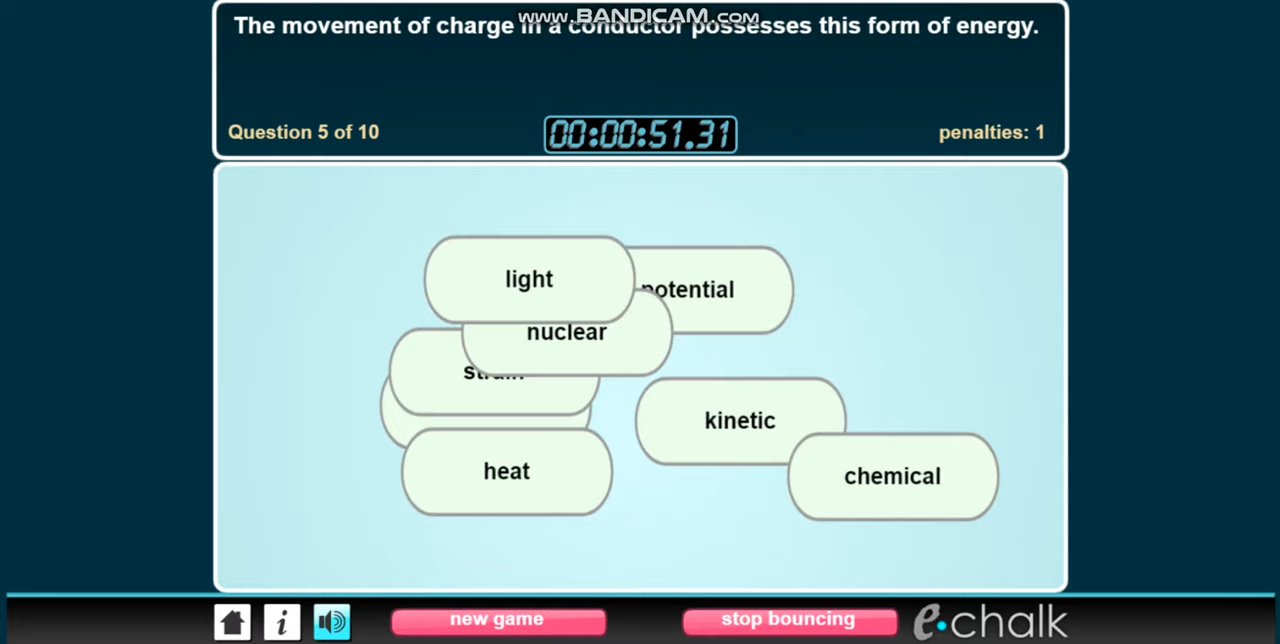 www.BANDICAM.com
The movement of charge in a conductor possesses this form of energy.
Question 5 of 10
00:00:51.31
penalties: 1
light
potential
nuclear
kinetic
heat
chemical
new game
stop bouncing
e-chalk